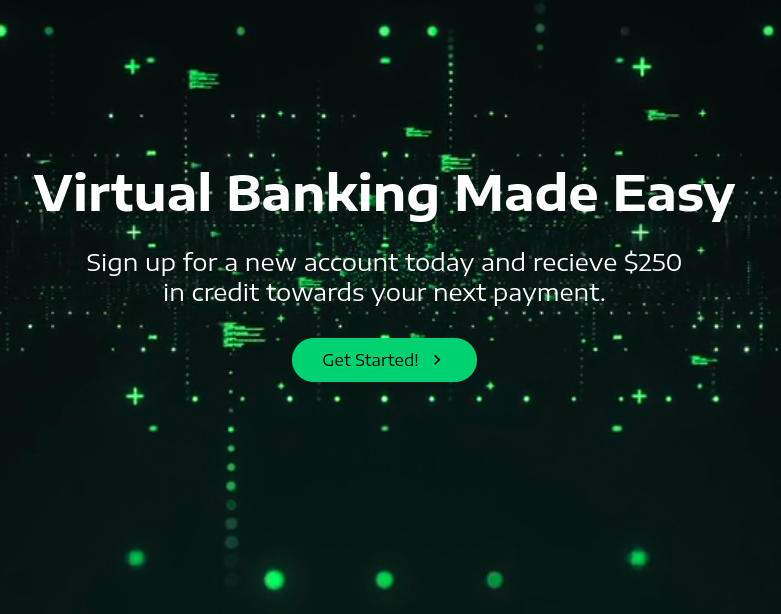 Virtual Banking Made Easy
Sign up for a new account today and recieve $250
in credit towards your next payment.
Get Started!